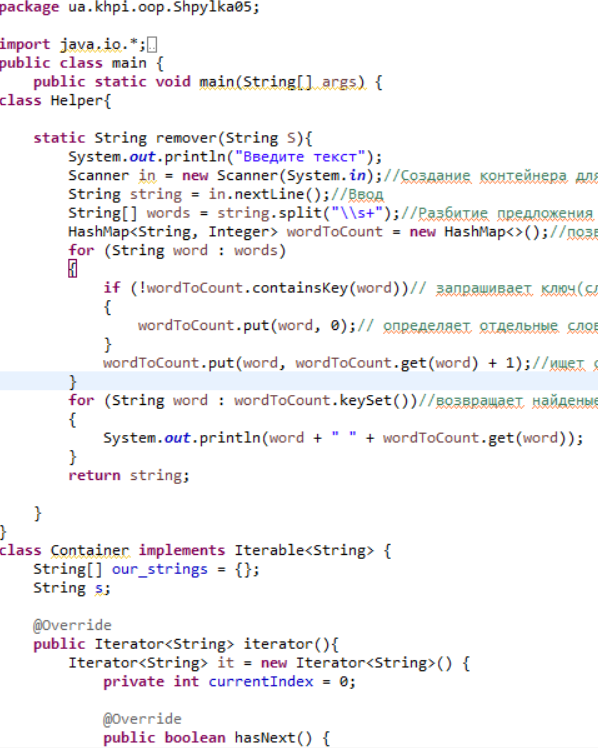 package ua.khpi.oop.Shpylka05;
import java.io.*;
public class main {
public static void main(String[] args) {
class Helper{
static String remover(String S){
System.out.println("Введите текст");
Scanner in = new Scanner(System.in);//Создание контейнера для
String string = in.nextLine();//Ввод
String[] words = string.split("\\s+");//Разбитие предложения
HashMap<String, Integer> wordToCount = new HashMap<>();//позв
for (String word : words)
{
if (!wordToCount.containsKey(word))// запрашивает ключ(сл
{
wordToCount.put(word, 0);// определяет отдельные слов
}
wordToCount.put(word, wordToCount.get(word) + 1);//ищет с
}
for (String word : wordToCount.keySet())//возвращает найденые
{
System.out.println(word + " " + wordToCount.get(word));
}
return string;
}
}
class Container implements Iterable<String> {
String[] our_strings = {};
String s;
@Override
public Iterator<String> iterator(){
Iterator<String> it = new Iterator<String>() {
private int currentIndex = 0;
@Override
public boolean hasNext() {